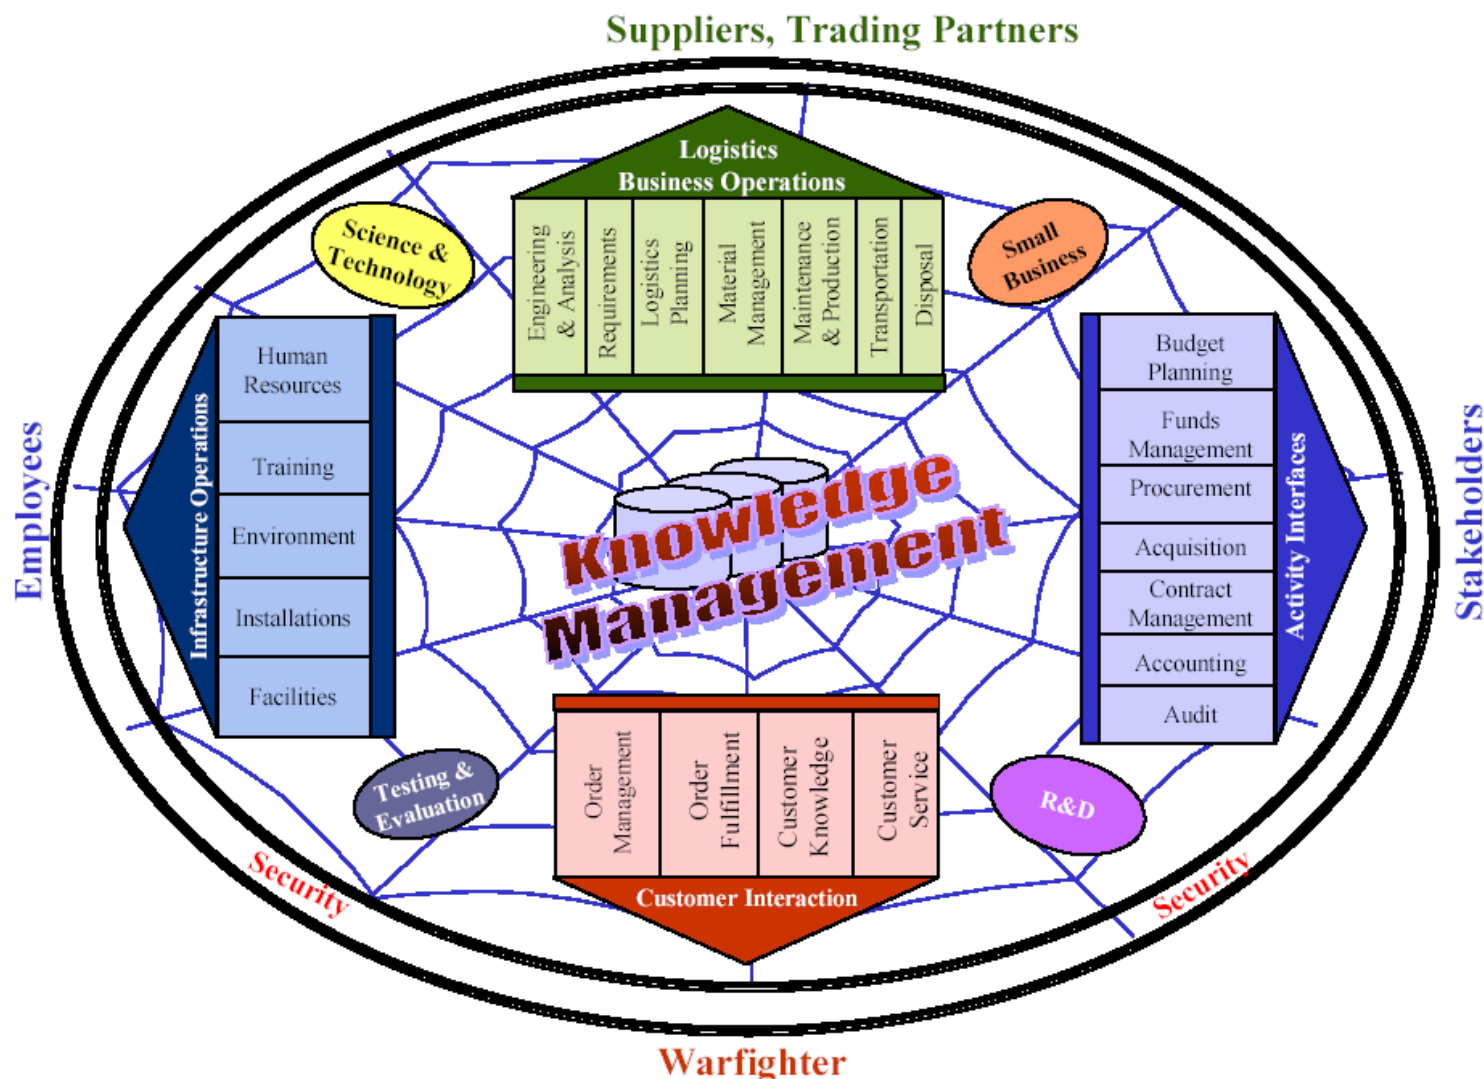 Suppliers, Trading Partners
Logistics
Business Operations
Engineering
& Analysis
Requirements
Logistics
Planning
Material
Management
Maintenance
& Production
Transportation
Disposal
Science &
Technology
Small
Business
Employees
Infrastructure Operations
Human
Resources
Training
Environment
Installations
Facilities
Knowledge
Management
Budget
Planning
Funds
Management
Procurement
Acquisition
Contract
Management
Accounting
Audit
Activity Interfaces
Stakeholders
Testing &
Evaluation
R&D
Order
Management
Order
Fulfillment
Customer
Knowledge
Customer
Service
Customer Interaction
Security
Security
Warfighter